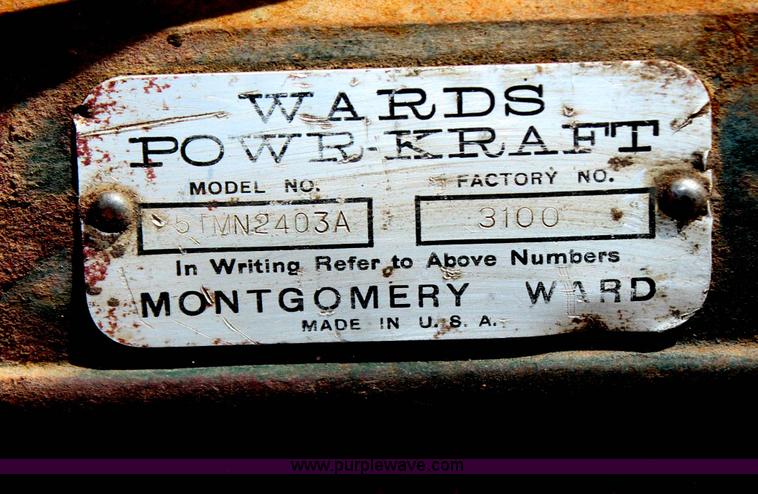 WARDS
POWR-KRAFT
MODEL NO. FACTORY NO.
5TMN2403A 3100
In Writing Refer to Above Numbers
MONTGOMERY WARD
MADE IN U.S.A.
www.purplewave.com